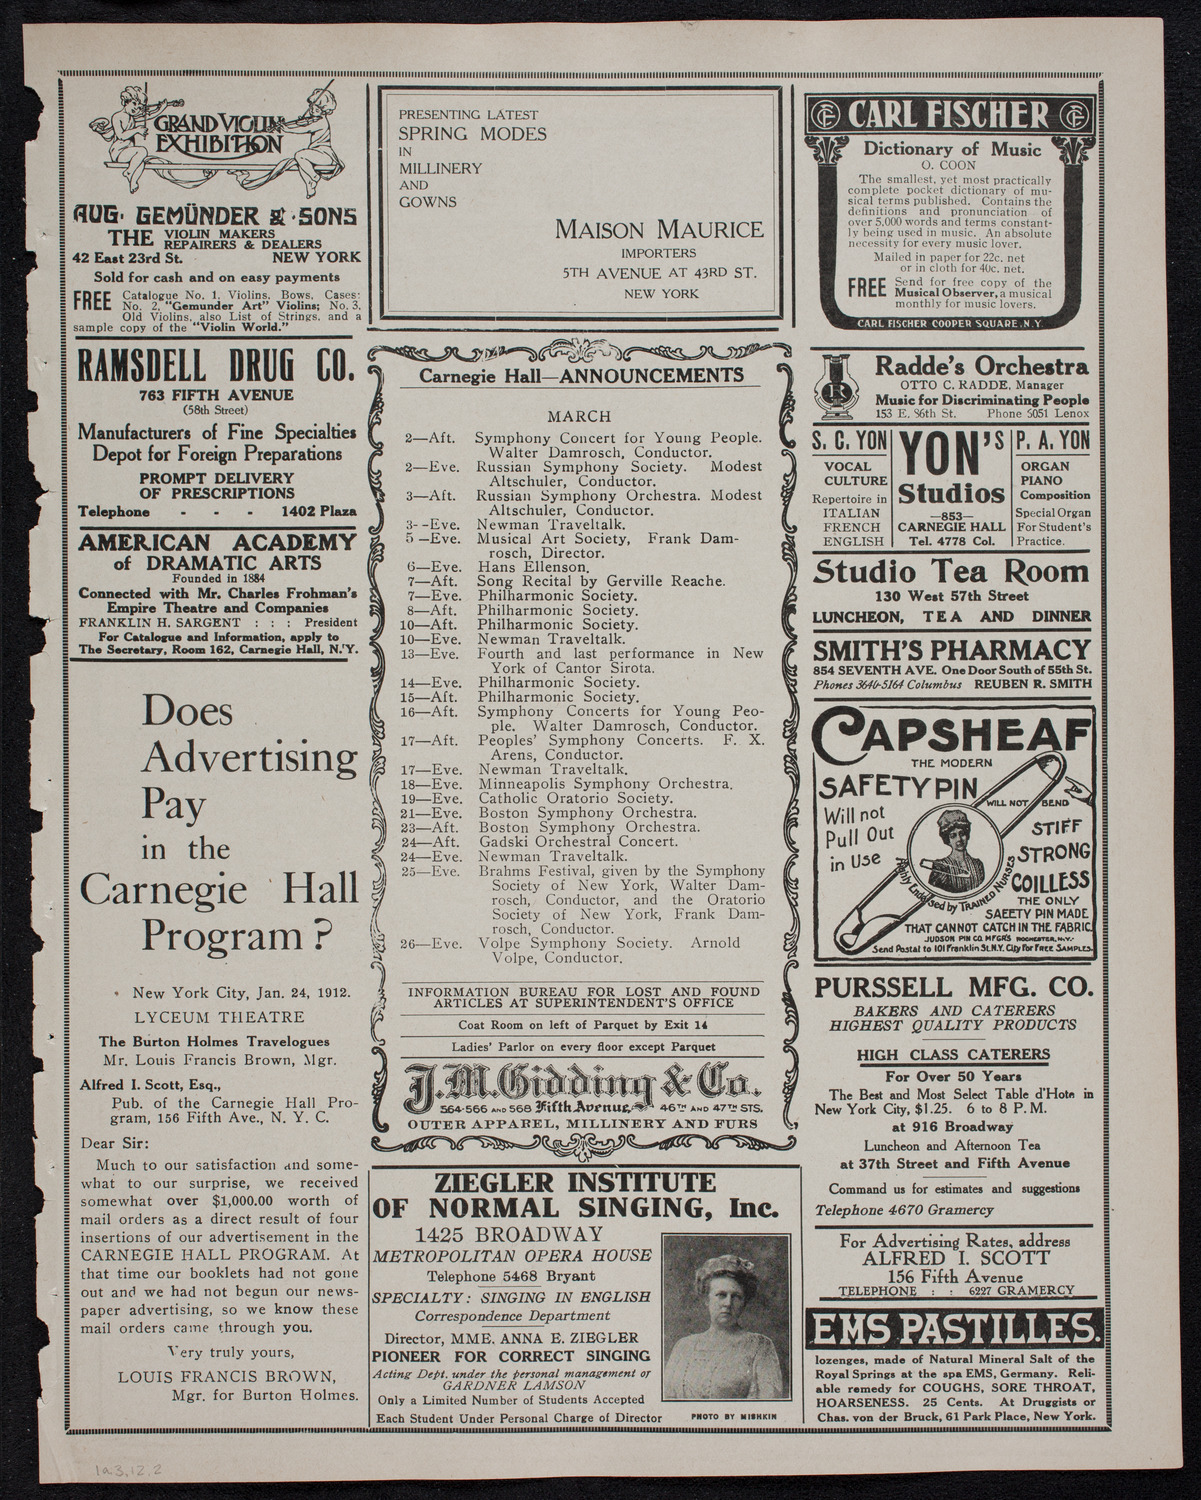 GRAND VIOLIN
EXHIBITION
AUG. GEMÜNDER & SONS
THE VIOLIN MAKERS
REPAIRERS & DEALERS
42 East 23rd St. NEW YORK
Sold for cash and on easy payments
FREE Catalogue No. 1. Violins, Bows, Cases:
No. 2, "Gemunder Art" Violins; No. 3,
Old Violins, also List of Strings, and a
sample copy of the "Violin World."
RAMSDELL DRUG CO.
763 FIFTH AVENUE
(58th Street)
Manufacturers of Fine Specialties
Depot for Foreign Preparations
PROMPT DELIVERY
OF PRESCRIPTIONS
Telephone - - - 1402 Plaza
AMERICAN ACADEMY
of DRAMATIC ARTS
Founded in 1884
Connected with Mr. Charles Frohman's
Empire Theatre and Companies
FRANKLIN H. SARGENT : : : President
For Catalogue and Information, apply to
The Secretary, Room 162, Carnegie Hall, N.Y.
Does
Advertising
Pay
in the
Carnegie Hall
Program?
New York City, Jan. 24, 1912.
LYCEUM THEATRE
The Burton Holmes Travelogues
Mr. Louis Francis Brown, Mgr.
Alfred I. Scott, Esq.,
Pub. of the Carnegie Hall Pro-
gram, 156 Fifth Ave., N. Y. C.
Dear Sir:
Much to our satisfaction and some-
what to our surprise, we received
somewhat over $1,000.00 worth of
mail orders as a direct result of four
insertions of our advertisement in the
CARNEGIE HALL PROGRAM. At
that time our booklets had not gone
out and we had not begun our news-
paper advertising, so we know these
mail orders came through you.
Very truly yours,
LOUIS FRANCIS BROWN,
Mgr. for Burton Holmes.
PRESENTING LATEST
SPRING MODES
IN
MILLINERY
AND
GOWNS
MAISON MAURICE
IMPORTERS
5TH AVENUE AT 43RD ST.
NEW YORK
Carnegie Hall—ANNOUNCEMENTS
MARCH
2—Aft. Symphony Concert for Young People.
Walter Damrosch, Conductor.
2—Eve. Russian Symphony Society. Modest
Altschuler, Conductor.
3—Aft. Russian Symphony Orchestra. Modest
Altschuler, Conductor.
3--Eve. Newman Traveltalk.
5—Eve. Musical Art Society, Frank Dam-
rosch, Director.
6—Eve. Hans Ellenson.
7—Aft. Song Recital by Gerville Reache.
7—Eve. Philharmonic Society.
8—Aft. Philharmonic Society.
10—Aft. Philharmonic Society.
10—Eve. Newman Traveltalk.
13—Eve. Fourth and last performance in New
York of Cantor Sirota.
14—Eve. Philharmonic Society.
15—Aft. Philharmonic Society.
16—Aft. Symphony Concerts for Young Peo-
ple. Walter Damrosch, Conductor.
17—Aft. Peoples' Symphony Concerts. F. X.
Arens, Conductor.
17—Eve. Newman Traveltalk.
18—Eve. Minneapolis Symphony Orchestra.
19—Eve. Catholic Oratorio Society.
21—Eve. Boston Symphony Orchestra.
23—Aft. Boston Symphony Orchestra.
24—Aft. Gadski Orchestral Concert.
24—Eve. Newman Traveltalk.
25—Eve. Brahms Festival, given by the Symphony
Society of New York, Walter Dam-
rosch, Conductor, and the Oratorio
Society of New York, Frank Dam-
rosch, Conductor.
26—Eve. Volpe Symphony Society. Arnold
Volpe, Conductor.
INFORMATION BUREAU FOR LOST AND FOUND
ARTICLES AT SUPERINTENDENT'S OFFICE
Coat Room on left of Parquet by Exit 14
Ladies' Parlor on every floor except Parquet
J.M. Gidding & Co.
564-566 AND 568 Fifth Avenue, 46TH AND 47TH STS.
OUTER APPAREL, MILLINERY AND FURS
ZIEGLER INSTITUTE
OF NORMAL SINGING, Inc.
1425 BROADWAY
METROPOLITAN OPERA HOUSE
Telephone 5468 Bryant
SPECIALTY: SINGING IN ENGLISH
Correspondence Department
Director, MME. ANNA E. ZIEGLER
PIONEER FOR CORRECT SINGING
Acting Dept. under the personal management of
GARDNER LAMSON
Only a Limited Number of Students Accepted
Each Student Under Personal Charge of Director
PHOTO BY MISHKIN
CARL FISCHER
Dictionary of Music
O. COON
The smallest, yet most practically
complete pocket dictionary of mu-
sical terms published. Contains the
definitions and pronunciation of
over 5,000 words and terms constant-
ly being used in music. An absolute
necessity for every music lover.
Mailed in paper for 22c. net
or in cloth for 40c. net.
FREE Send for free copy of the
Musical Observer, a musical
monthly for music lovers.
CARL FISCHER COOPER SQUARE, N.Y.
R
Radde's Orchestra
OTTO C. RADDE, Manager
Music for Discriminating People
153 E. 86th St. Phone 5051 Lenox
S. C. YON
VOCAL
CULTURE
Repertoire in
ITALIAN
FRENCH
ENGLISH
YON'S
Studios
—853—
CARNEGIE HALL
Tel. 4778 Col.
P. A. YON
ORGAN
PIANO
Composition
Special Organ
For Student's
Practice.
Studio Tea Room
130 West 57th Street
LUNCHEON, TEA AND DINNER
SMITH'S PHARMACY
854 SEVENTH AVE. One Door South of 55th St.
Phones 3646-5164 Columbus REUBEN R. SMITH
CAPSHEAF
THE MODERN
SAFETY PIN
WILL NOT BEND
Will not
Pull Out
in Use
STIFF
STRONG
COILLESS
Highly Endorsed by TRAINED NURSES
THE ONLY
SAFETY PIN MADE
THAT CANNOT CATCH IN THE FABRIC.
JUDSON PIN CO. MFGRS ROCHESTER, N.Y.
Send Postal to 101 Franklin St. N.Y. City for FREE SAMPLES.
PURSSELL MFG. CO.
BAKERS AND CATERERS
HIGHEST QUALITY PRODUCTS
HIGH CLASS CATERERS
For Over 50 Years
The Best and Most Select Table d'Hote in
New York City, $1.25. 6 to 8 P. M.
at 916 Broadway
Luncheon and Afternoon Tea
at 37th Street and Fifth Avenue
Command us for estimates and suggestions
Telephone 4670 Gramercy
For Advertising Rates, address
ALFRED I. SCOTT
156 Fifth Avenue
TELEPHONE : : 6227 GRAMERCY
EMS PASTILLES.
lozenges, made of Natural Mineral Salt of the
Royal Springs at the spa EMS, Germany. Reli-
able remedy for COUGHS, SORE THROAT,
HOARSENESS. 25 Cents. At Druggists or
Chas. von der Bruck, 61 Park Place, New York.